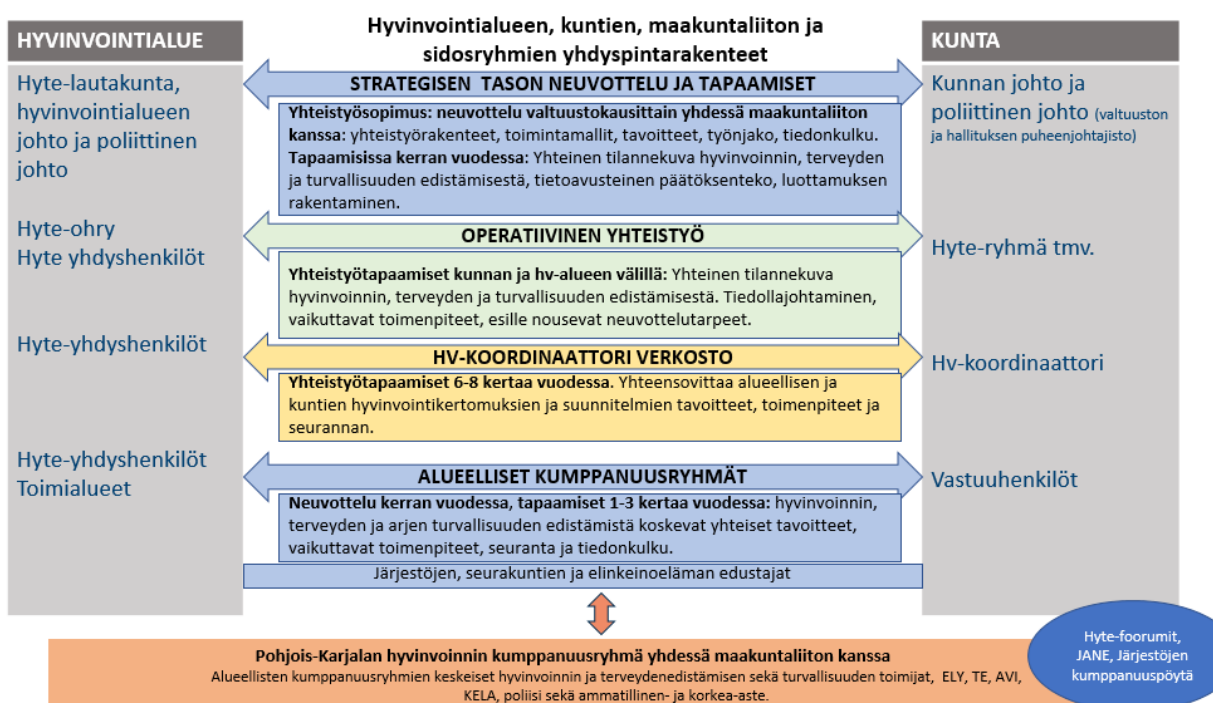 Hyvinvointialueen, kuntien, maakuntaliiton ja
sidosryhmien yhdyspintarakenteet
HYVINVOINTIALUE
KUNTA
Hyte-lautakunta,
hyvinvointialueen
johto ja poliittinen
johto
STRATEGISEN TASON NEUVOTTELU JA TAPAAMISET
Yhteistyösopimus: neuvottelu valtuustokausittain yhdessä maakuntaliiton
kanssa: yhteistyörakenteet, toimintamallit, tavoitteet, työnjako, tiedonkulku.
Tapaamisissa kerran vuodessa: Yhteinen tilannekuva hyvinvoinnin, terveyden
ja turvallisuuden edistämisestä, tietoavusteinen päätöksenteko, luottamuksen
rakentaminen.
Kunnan johto ja
poliittinen johto (valtuuston
ja hallituksen puheenjohtajisto)
Hyte-ohry
Hyte yhdyshenkilöt
OPERATIIVINEN YHTEISTYÖ
Yhteistyötapaamiset kunnan ja hv-alueen välillä: Yhteinen tilannekuva
hyvinvoinnin, terveyden ja turvallisuuden edistämisestä. Tiedollajohtaminen,
vaikuttavat toimenpiteet, esille nousevat neuvottelutarpeet.
Hyte-ryhmä tmv.
Hyte-yhdyshenkilöt
HV-KOORDINAATTORI VERKOSTO
Yhteistyötapaamiset 6-8 kertaa vuodessa. Yhteensovittaa alueellisen ja
kuntien hyvinvointikertomuksien ja suunnitelmien tavoitteet, toimenpiteet ja
seurannan.
Hv-koordinaattori
Hyte-yhdyshenkilöt
Toimialueet
ALUEELLISET KUMPPANUUSRYHMÄT
Neuvottelu kerran vuodessa, tapaamiset 1-3 kertaa vuodessa: hyvinvoinnin,
terveyden ja arjen turvallisuuden edistämistä koskevat yhteiset tavoitteet,
vaikuttavat toimenpiteet, seuranta ja tiedonkulku.
Järjestöjen, seurakuntien ja elinkeinoelämän edustajat
Vastuuhenkilöt
Pohjois-Karjalan hyvinvoinnin kumppanuusryhmä yhdessä maakuntaliiton kanssa
Alueellisten kumppanuusryhmien keskeiset hyvinvoinnin ja terveydenedistämisen sekä turvallisuuden toimijat, ELY, TE, AVI,
KELA, poliisi sekä ammatillinen- ja korkea-aste.
Hyte-foorumit,
JANE, Järjestöjen
kumppanuuspöytä